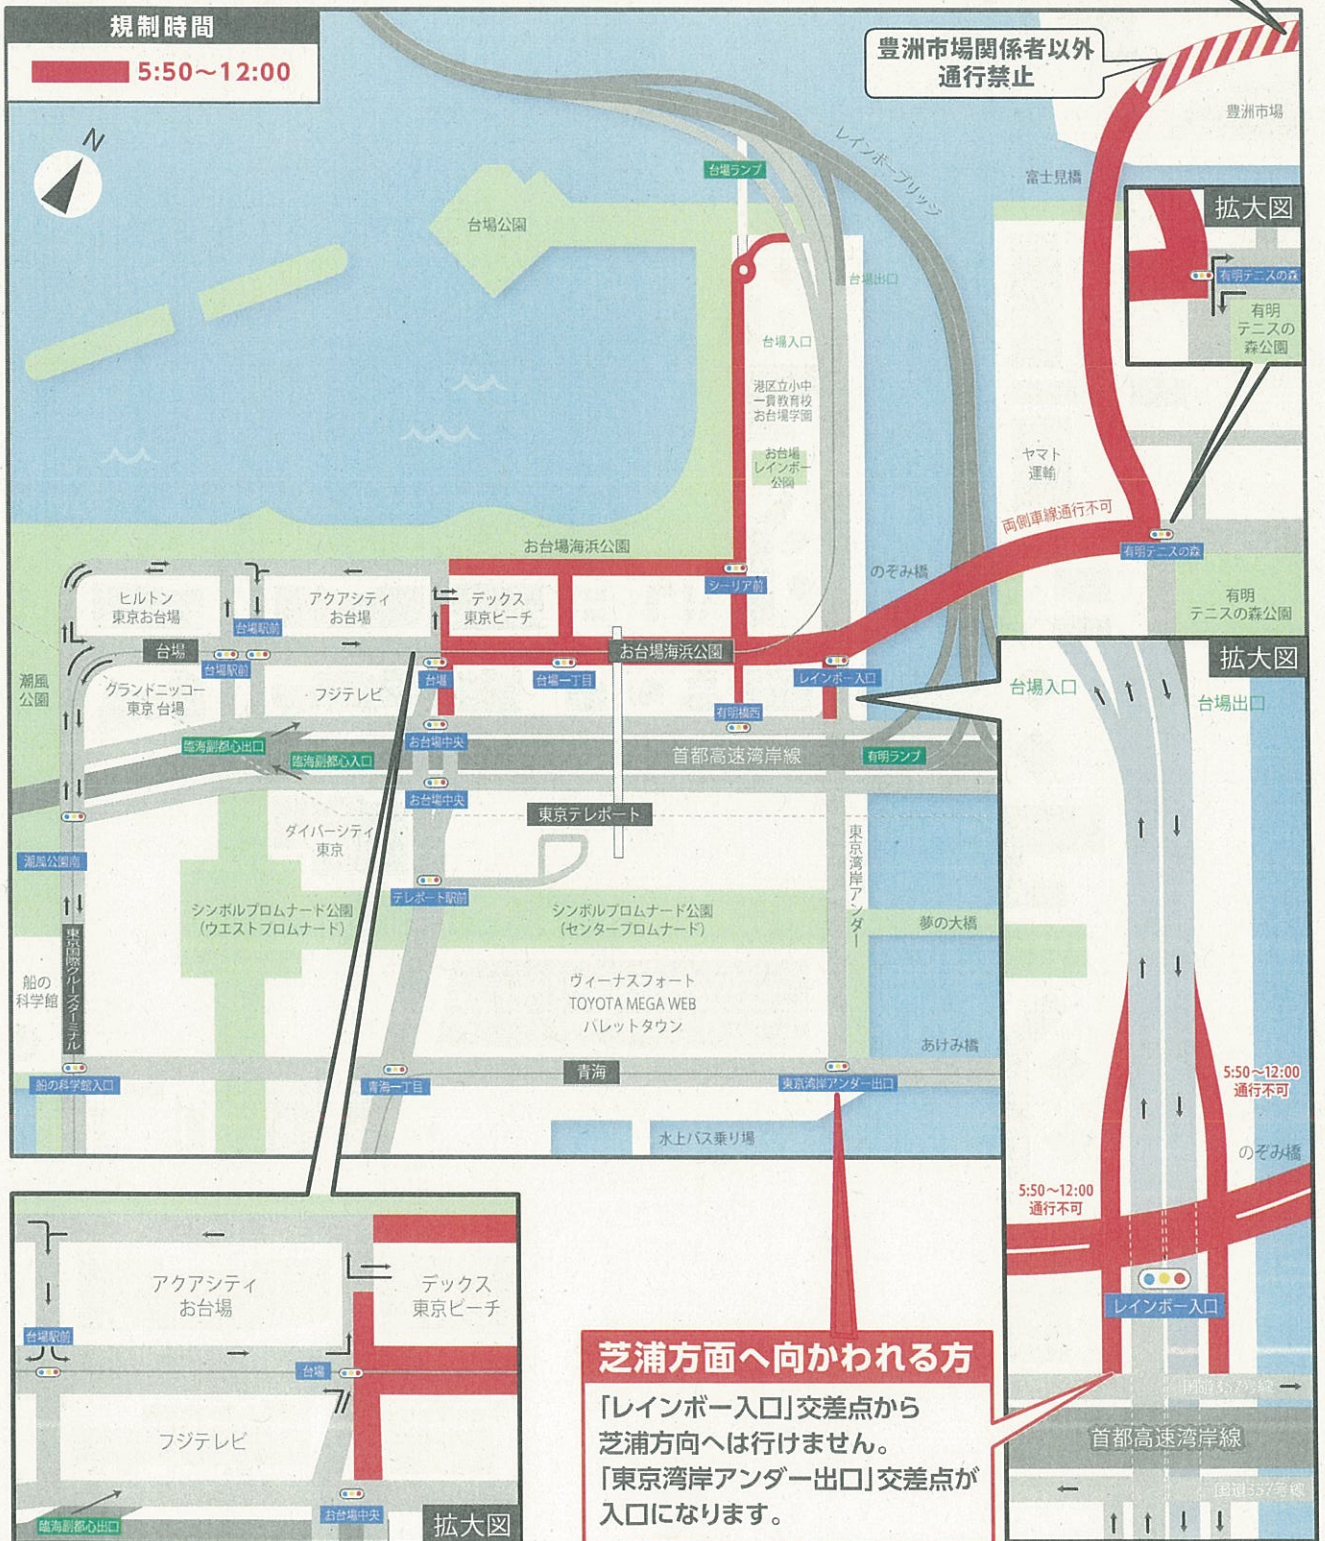 規制時間
5:50～12:00
N
豊洲市場関係者以外
通行禁止
豊洲市場
レインボーブリッジ
台場ランプ
富士見橋
拡大図
有明テニスの森
有明
テニスの
森公園
台場公園
台場出口
台場入口
港区立小中
一貫教育校
お台場学園
お台場
レインボー
公園
ヤマト
運輸
両側車線通行不可
有明テニスの森
有明
テニスの森公園
お台場海浜公園
のぞみ橋
シーリア前
ヒルトン
東京お台場
アクアシティ
お台場
デックス
東京ビーチ
台場駅前
台場
台場駅前
お台場海浜公園
台場
台場一丁目
レインボー入口
潮風
公園
グランドニッコー
東京 台場
フジテレビ
有明橋西
お台場中央
臨海副都心出口
臨海副都心入口
首都高速湾岸線
有明ランプ
お台場中央
東京テレポート
ダイバーシティ
東京
東京湾岸アンダー
潮風公園南
テレポート駅前
シンボルプロムナード公園
(ウエストプロムナード)
シンボルプロムナード公園
(センタープロムナード)
夢の大橋
船の
科学館
東京国際クルーズターミナル
ヴィーナスフォート
TOYOTA MEGA WEB
パレットタウン
あけみ橋
船の科学館入口
青海一丁目
青海
東京湾岸アンダー出口
水上バス乗り場
拡大図
台場入口
台場出口
5:50～12:00
通行不可
のぞみ橋
5:50～12:00
通行不可
レインボー入口
国道357号線
首都高速湾岸線
国道357号線
アクアシティ
お台場
デックス
東京ビーチ
台場駅前
台場
フジテレビ
お台場中央
臨海副都心出口
拡大図
芝浦方面へ向かわれる方
「レインボー入口」交差点から
芝浦方向へは行けません。
「東京湾岸アンダー出口」交差点が
入口になります。